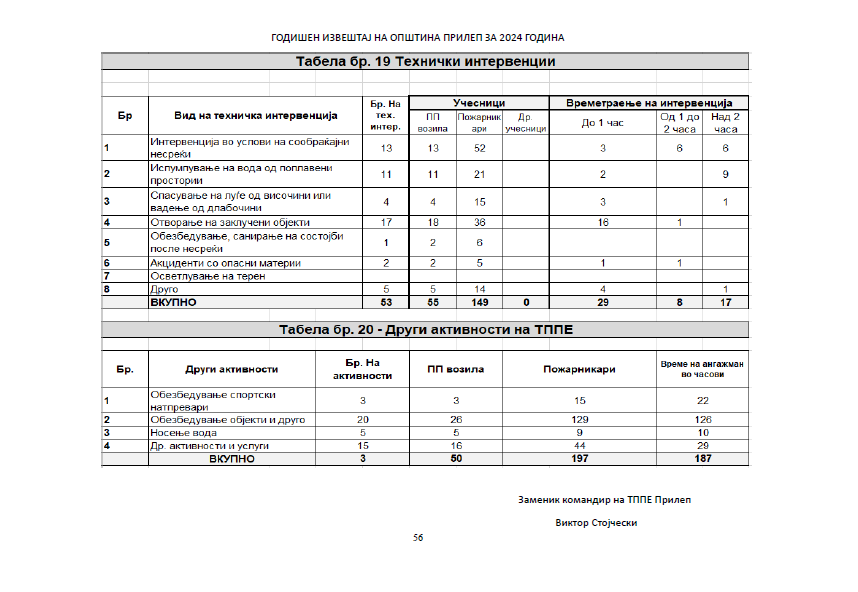 ГОДИШЕН ИЗВЕШТАЈ НА ОПШТИНА ПРИЛЕП ЗА 2024 ГОДИНА
Табела бр. 19 Технички интервенции
Бр Вид на техничка интервенција Бр. На тех. интер. Учесници Времетраење на интервенција
ПП возила Пожарникари Др. учесници До 1 час Од 1 до 2 часа Над 2 часа
1 Интервенција во услови на сообраќајни несреќи 13 13 52 3 6 6
2 Испумпување на вода од поплавени простории 11 11 21 2 9
3 Спасување на луѓе од височини или вадење од длабочини 4 4 15 3 1
4 Отворање на заклучени објекти 17 18 36 16 1
5 Обезбедување, санирање на состојби после несреќи 1 2 6
6 Акциденти со опасни материи 2 2 5 1 1
7 Осветлување на терен
8 Друго 5 5 14 4 1
ВКУПНО 53 55 149 0 29 8 17
Табела бр. 20 - Други активности на ТППЕ
Бр. Други активности Бр. На активности ПП возила Пожарникари Време на ангажман во часови
1 Обезбедување спортски натпревари 3 3 15 22
2 Обезбедување објекти и друго 20 26 129 126
3 Носење вода 5 5 9 10
4 Др. активности и услуги 15 16 44 29
ВКУПНО 3 50 197 187
Заменик командир на ТППЕ Прилеп
Виктор Стојчески
56